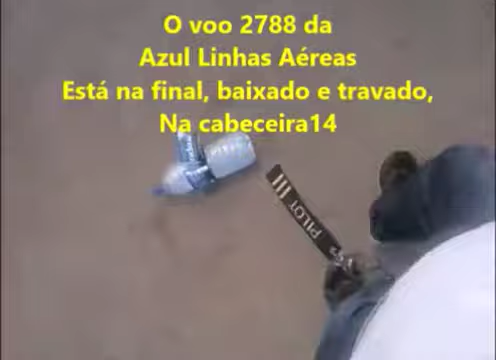 O voo 2788 da
Azul Linhas Aéreas
Está na final, baixado e travado,
Na cabeceira14
PILOT